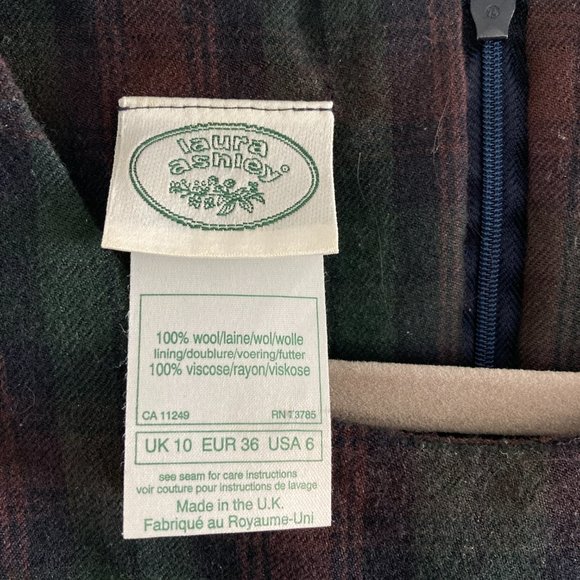 laura
ashley®
100% wool/laine/wol/wolle
lining/doublure/voering/futter
100% viscose/rayon/viskose
CA 11249 RN T3785
UK 10 EUR 36 USA 6
see seam for care instructions
voir couture pour instructions de lavage
Made in the U.K.
Fabriqué au Royaume-Uni